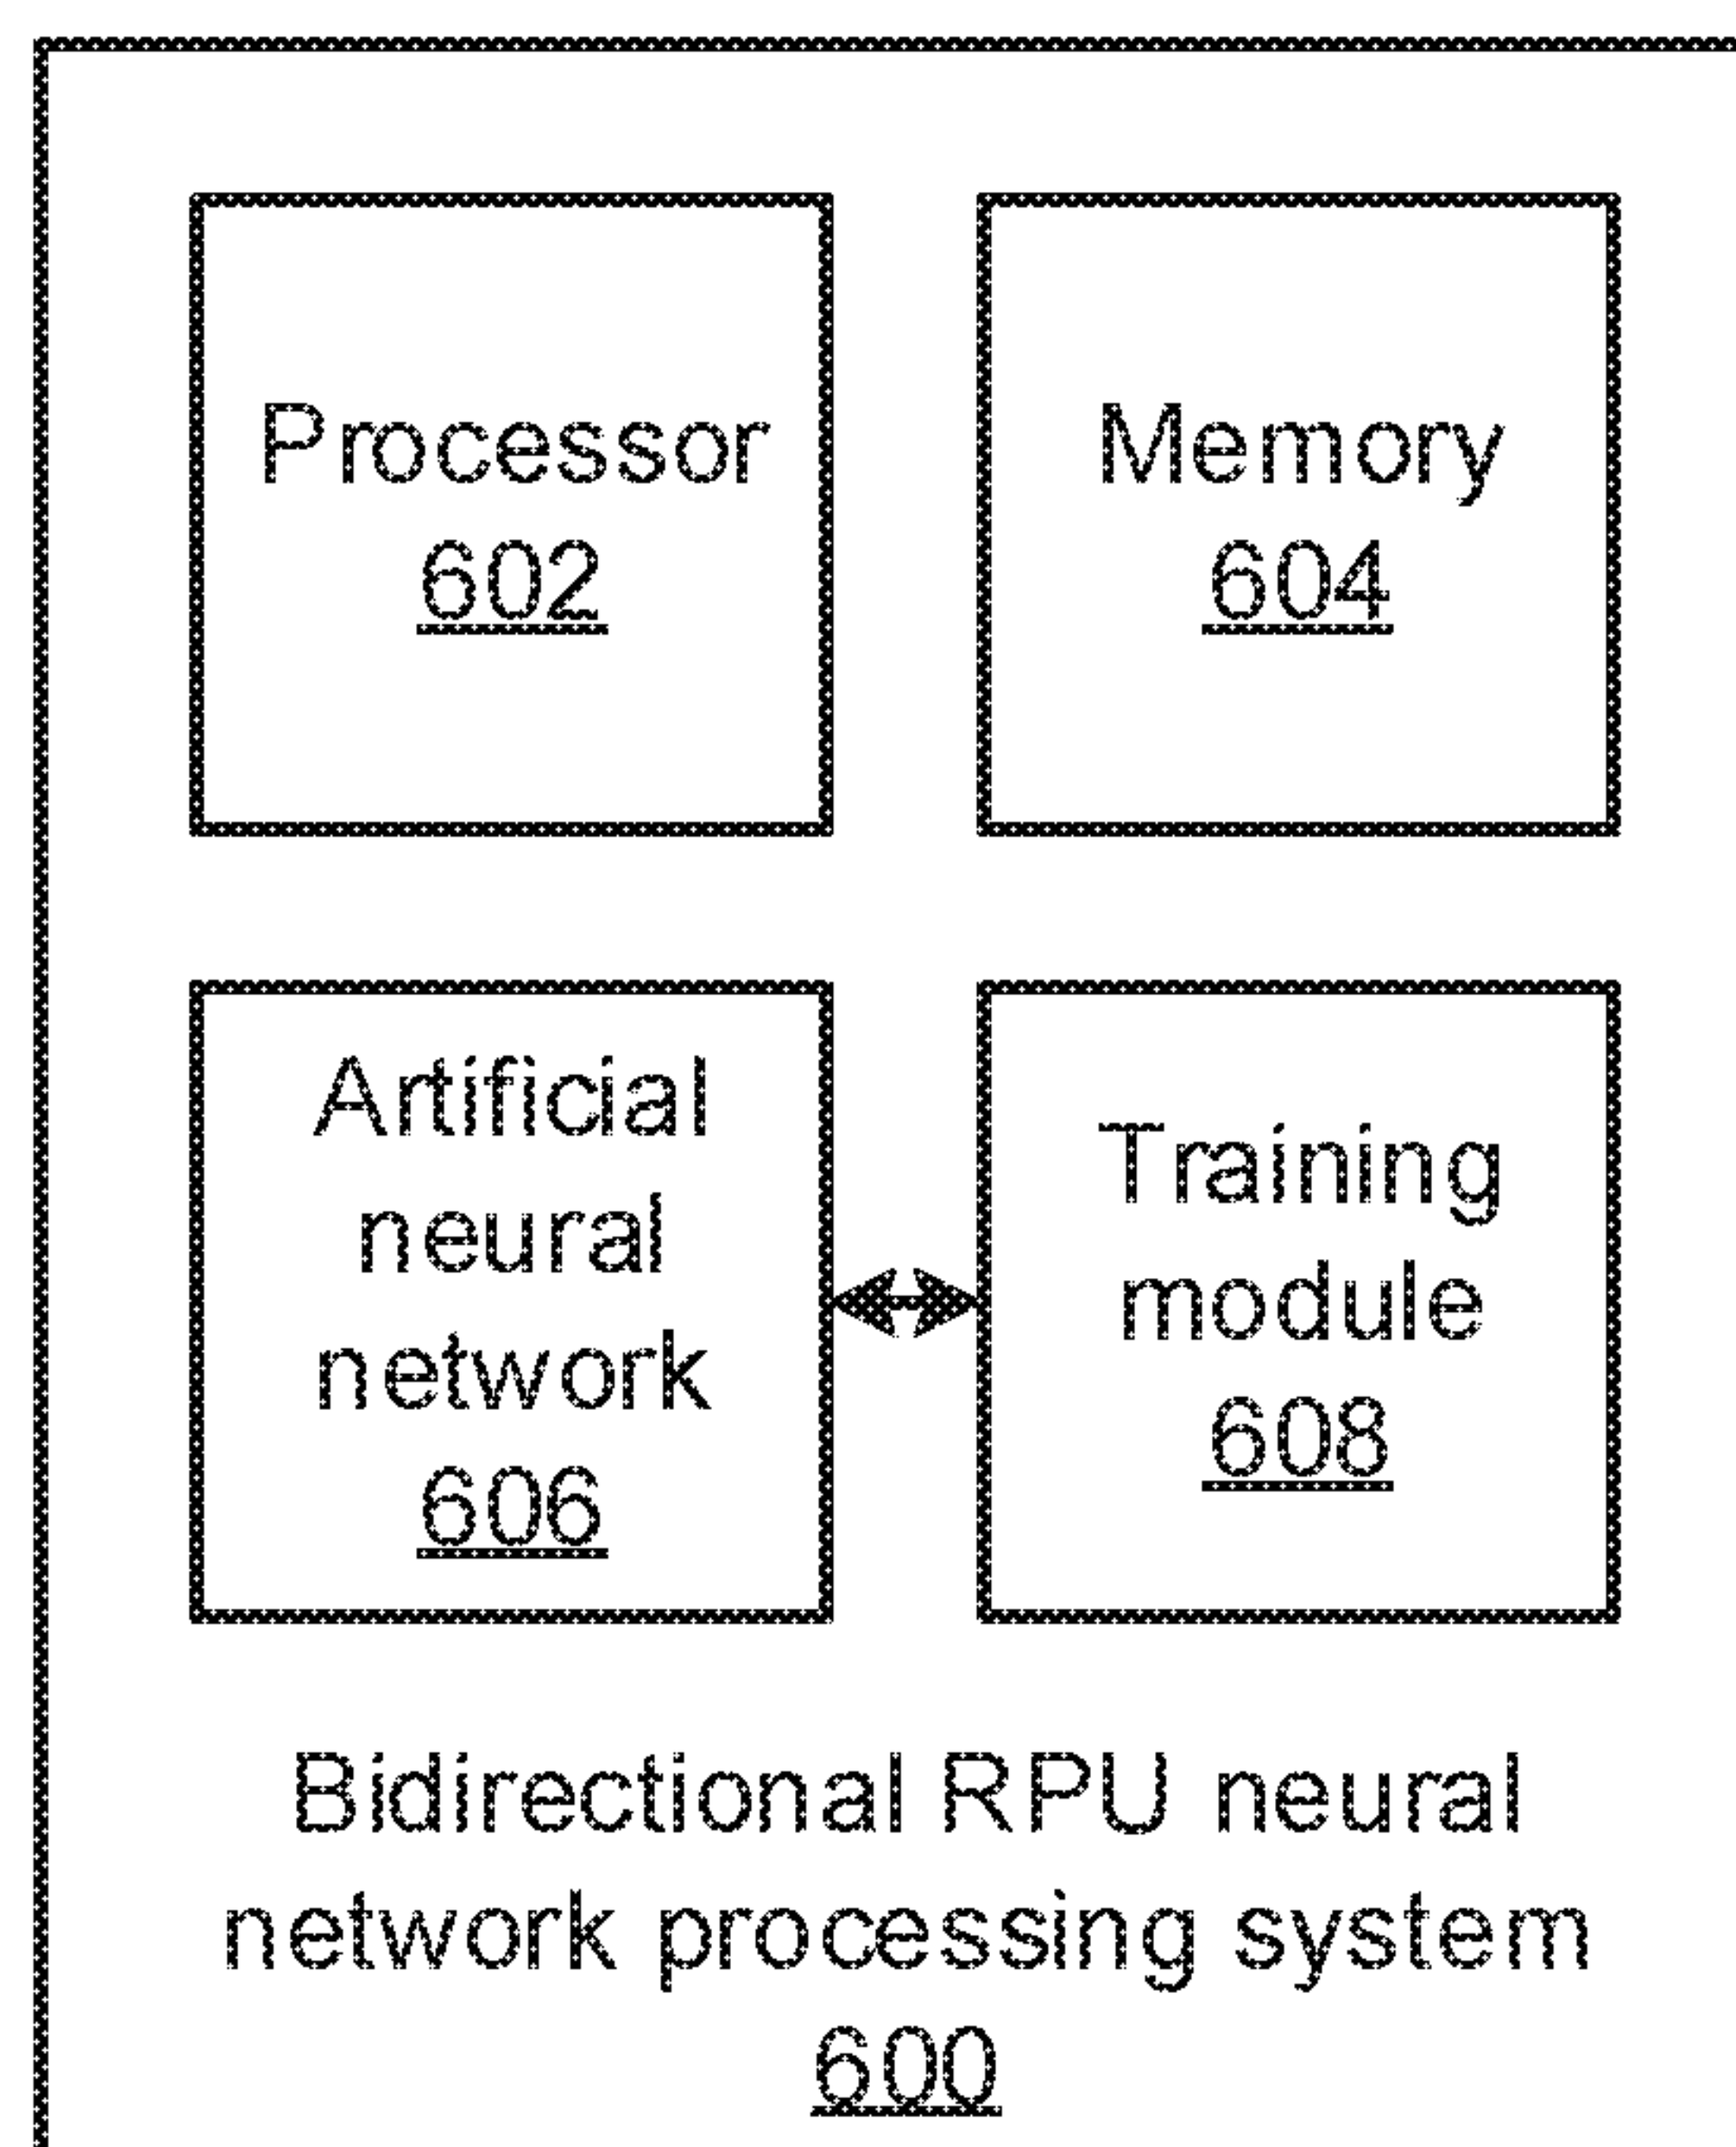 Processor
602
Memory
604
Artificial
neural
network
606
Training
module
608
Bidirectional RPU neural
network processing system
600